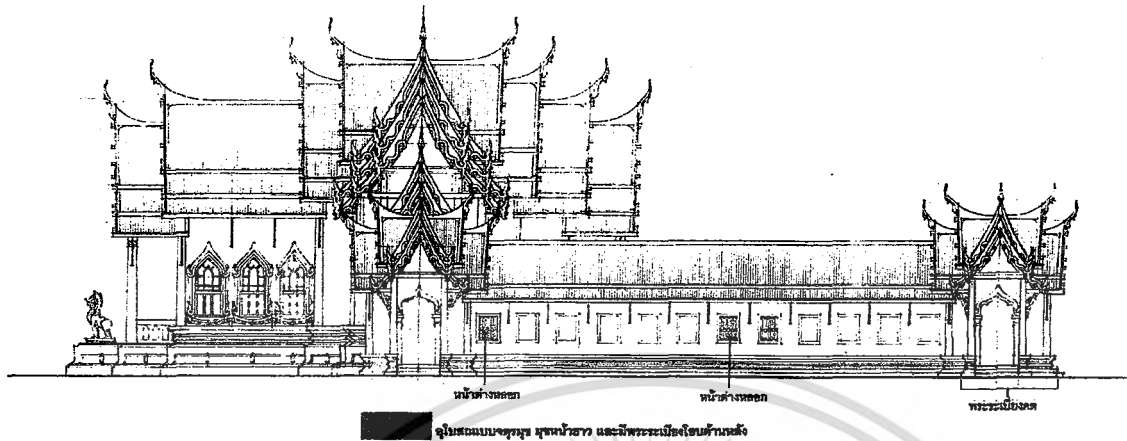 หน้าต่างหลอก หน้าต่างหลอก พระระเบียงคด
อุโบสถแบบจตุรมุข มุขหน้ายาว และมีพระระเบียงโอบด้านหลัง